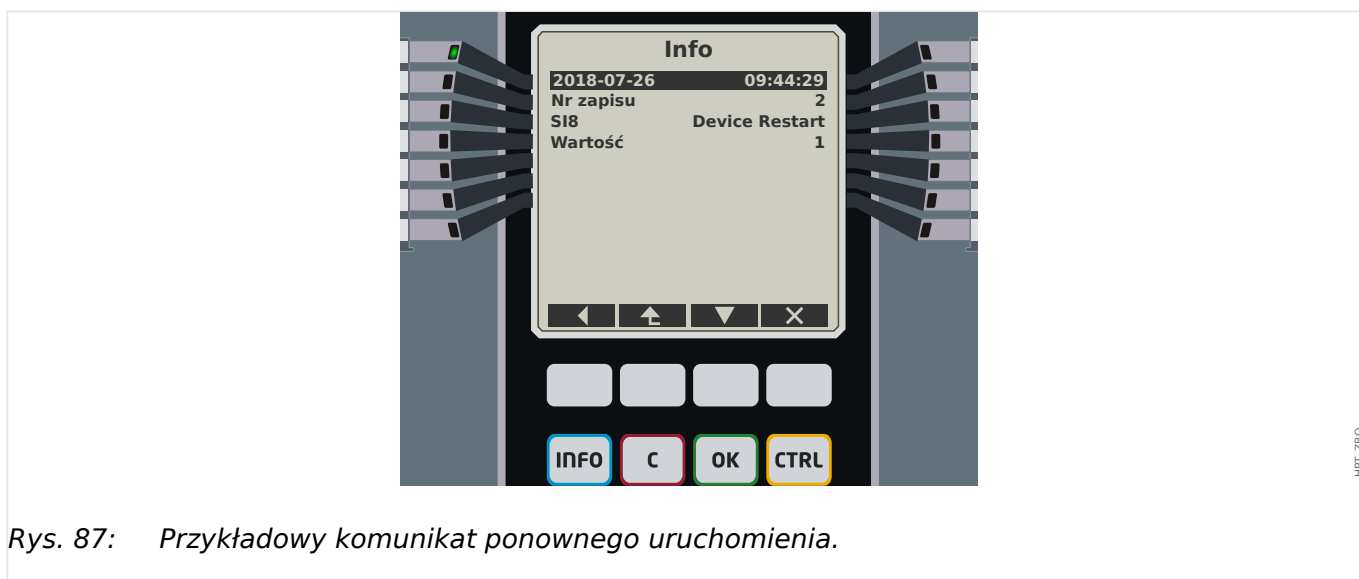 Info
2018-07-26 09:44:29
Nr zapisu 2
SI8 Device Restart
Wartość 1
INFO C OK CTRL
Rys. 87: Przykładowy komunikat ponownego uruchomienia.